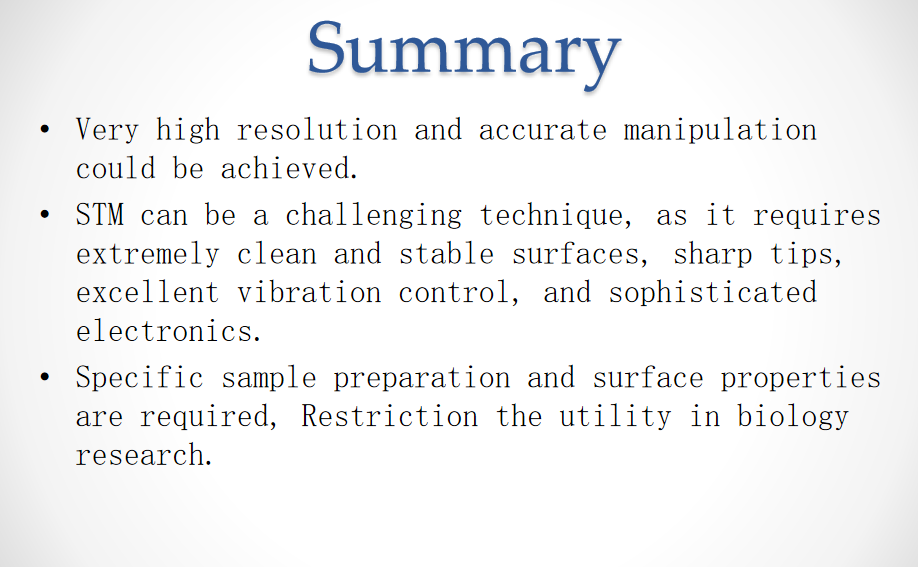 Summary
• Very high resolution and accurate manipulation
could be achieved.
• STM can be a challenging technique, as it requires
extremely clean and stable surfaces, sharp tips,
excellent vibration control, and sophisticated
electronics.
• Specific sample preparation and surface properties
are required, Restriction the utility in biology
research.